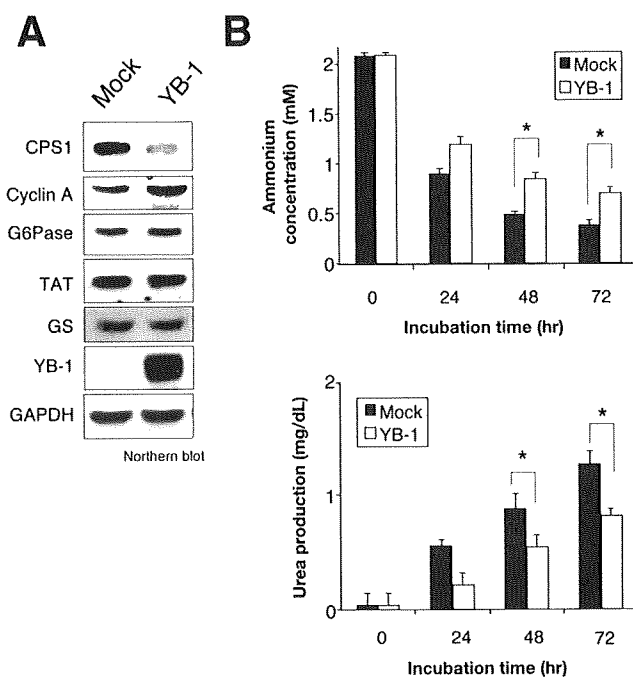 A
Mock
YB-1
CPS1
Cyclin A
G6Pase
TAT
GS
YB-1
GAPDH
Northern blot
B
Ammonium
concentration (mM)
2
1.5
1
0.5
0
Mock
YB-1
*
*
0
24
48
72
Incubation time (hr)
Urea production (mg/dL)
2
1
0
Mock
YB-1
*
*
0
24
48
72
Incubation time (hr)